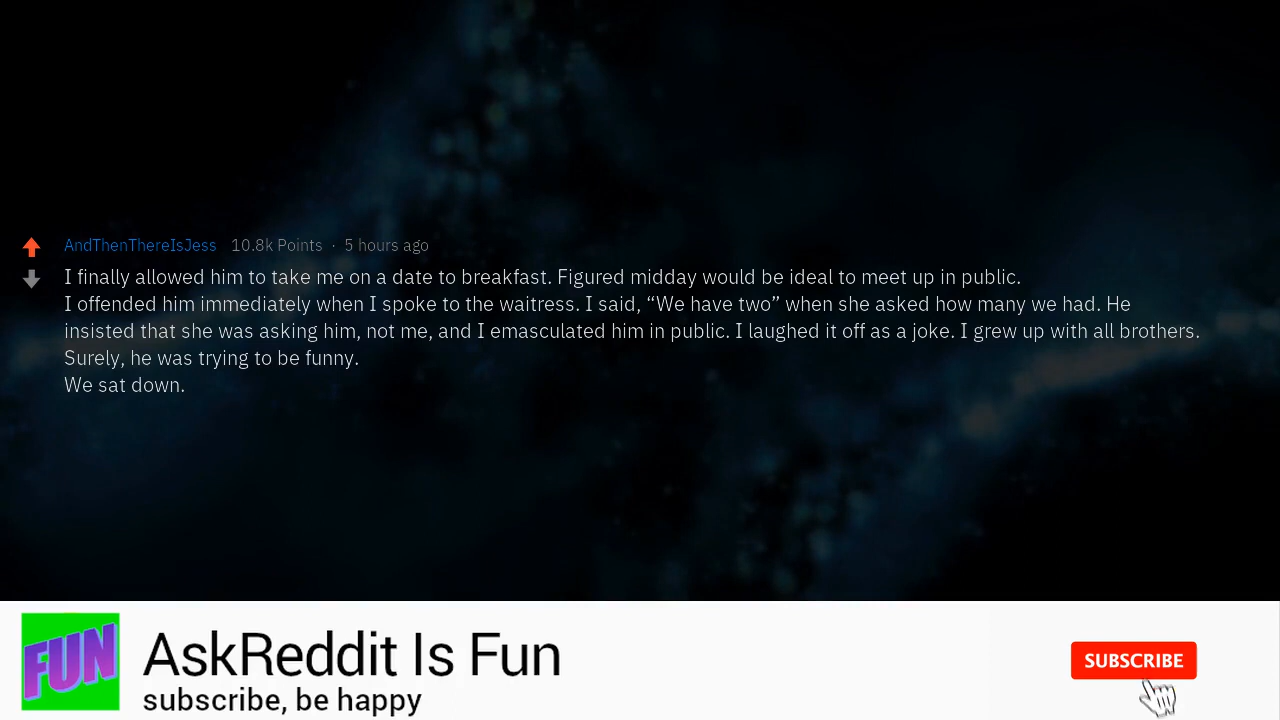 AndThenThereIsJess 10.8k Points · 5 hours ago
I finally allowed him to take me on a date to breakfast. Figured midday would be ideal to meet up in public.
I offended him immediately when I spoke to the waitress. I said, “We have two” when she asked how many we had. He
insisted that she was asking him, not me, and I emasculated him in public. I laughed it off as a joke. I grew up with all brothers.
Surely, he was trying to be funny.
We sat down.
FUN
AskReddit Is Fun
subscribe, be happy
SUBSCRIBE